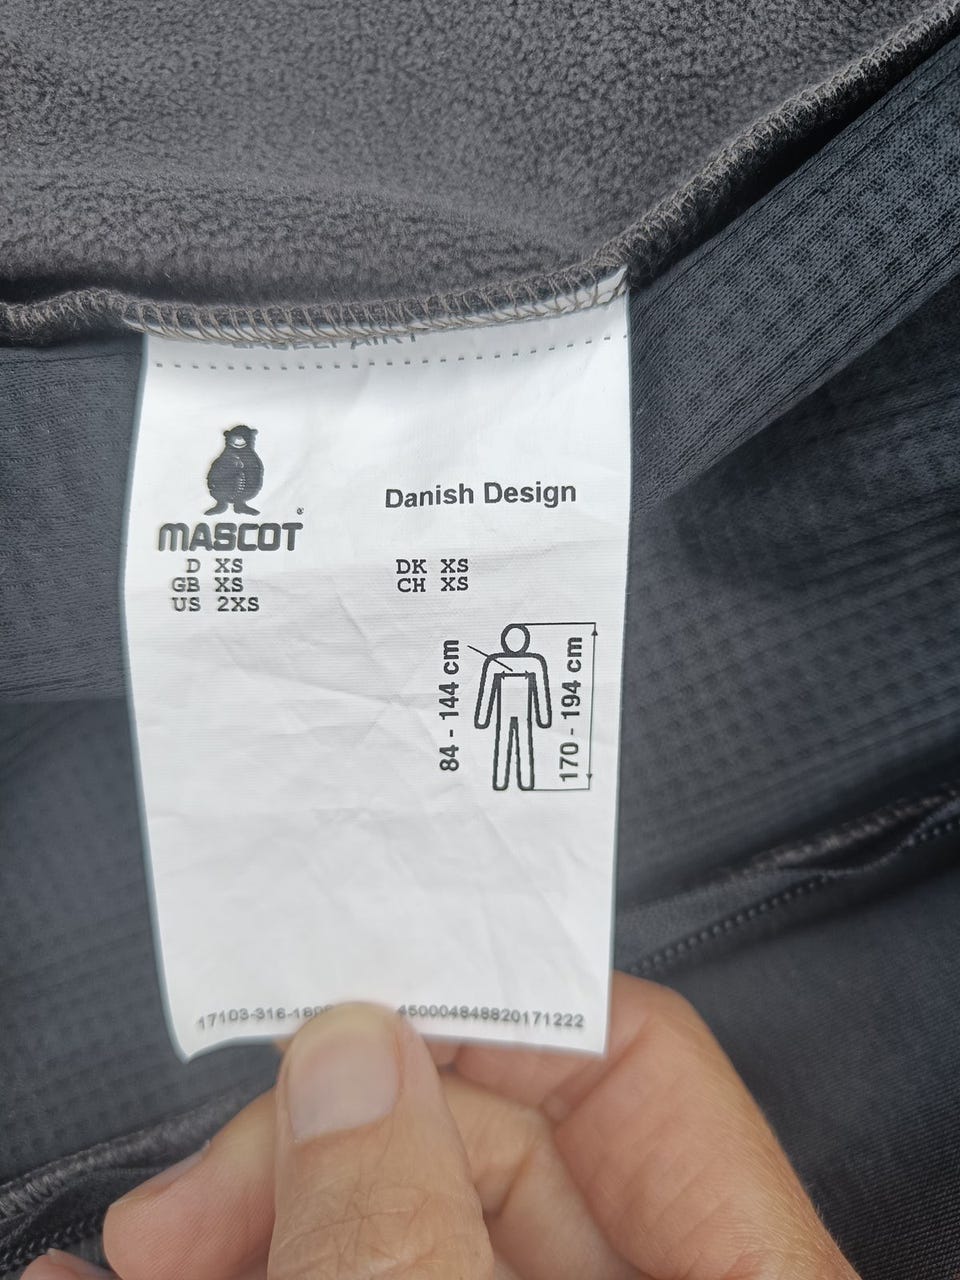 Danish Design
®
MASCOT
D XS
GB XS
US 2XS
DK XS
CH XS
84 - 144 cm
170 - 194 cm
17103-316-180
450004848820171222